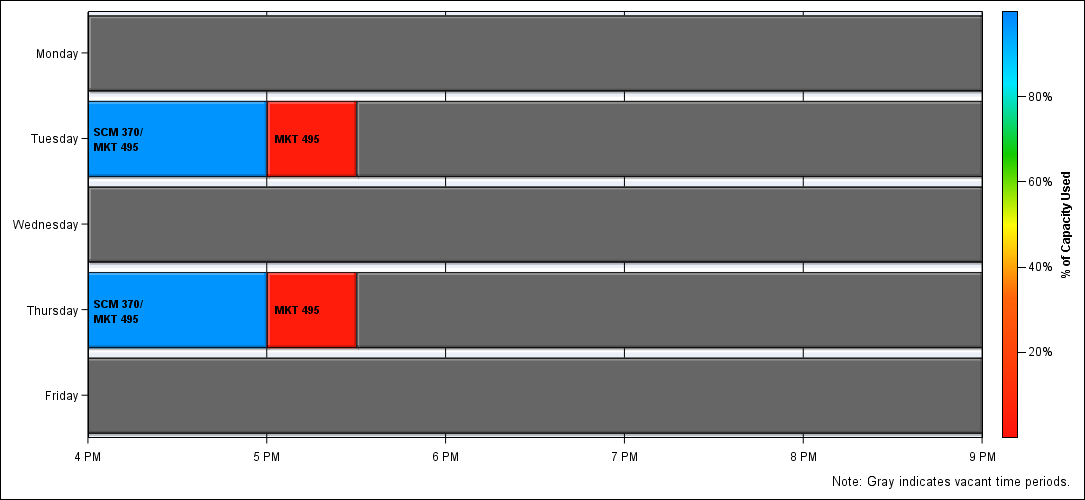 Monday
Tuesday
SCM 370/
MKT 495
MKT 495
Wednesday
Thursday
SCM 370/
MKT 495
MKT 495
Friday
4 PM
5 PM
6 PM
7 PM
8 PM
9 PM
80%
60%
40%
20%
% of Capacity Used
Note: Gray indicates vacant time periods.